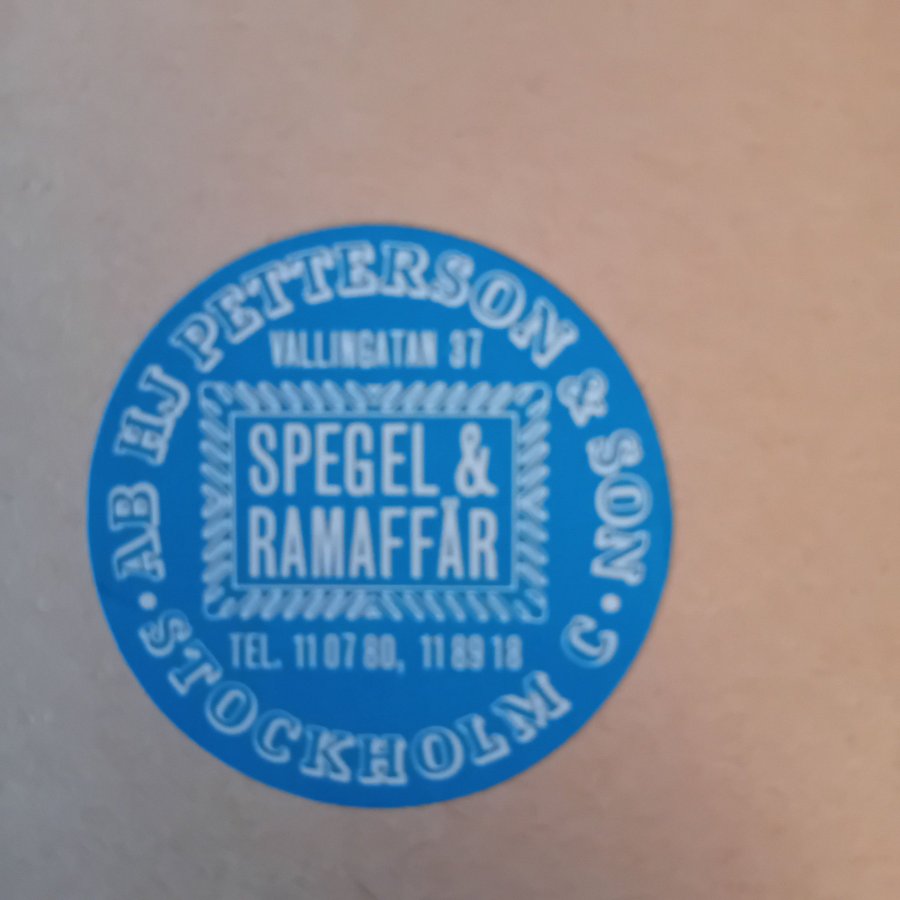 AB HJ PETTERSON & SON
VALLINGATAN 37
SPEGEL &
RAMAFFÄR
TEL. 11 07 80, 11 89 18
STOCKHOLM C